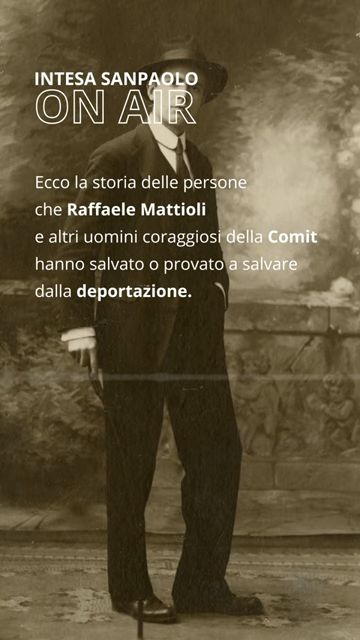 INTESA SANPAOLO
ON AIR
Ecco la storia delle persone
che Raffaele Mattioli
e altri uomini coraggiosi della Comit
hanno salvato o provato a salvare
dalla deportazione.